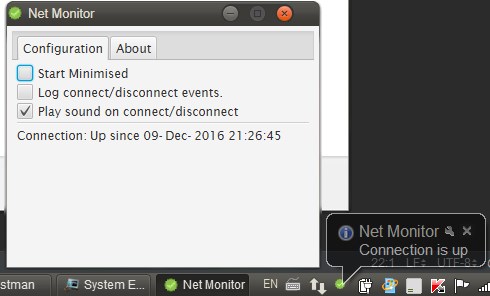 Net Monitor
Configuration
About
Start Minimised
Log connect/disconnect events.
Play sound on connect/disconnect
Connection: Up since 09- Dec- 2016 21:26:45
Net Monitor
Connection is up
22:1 LF UTF-8
stman
System E...
Net Monitor
EN